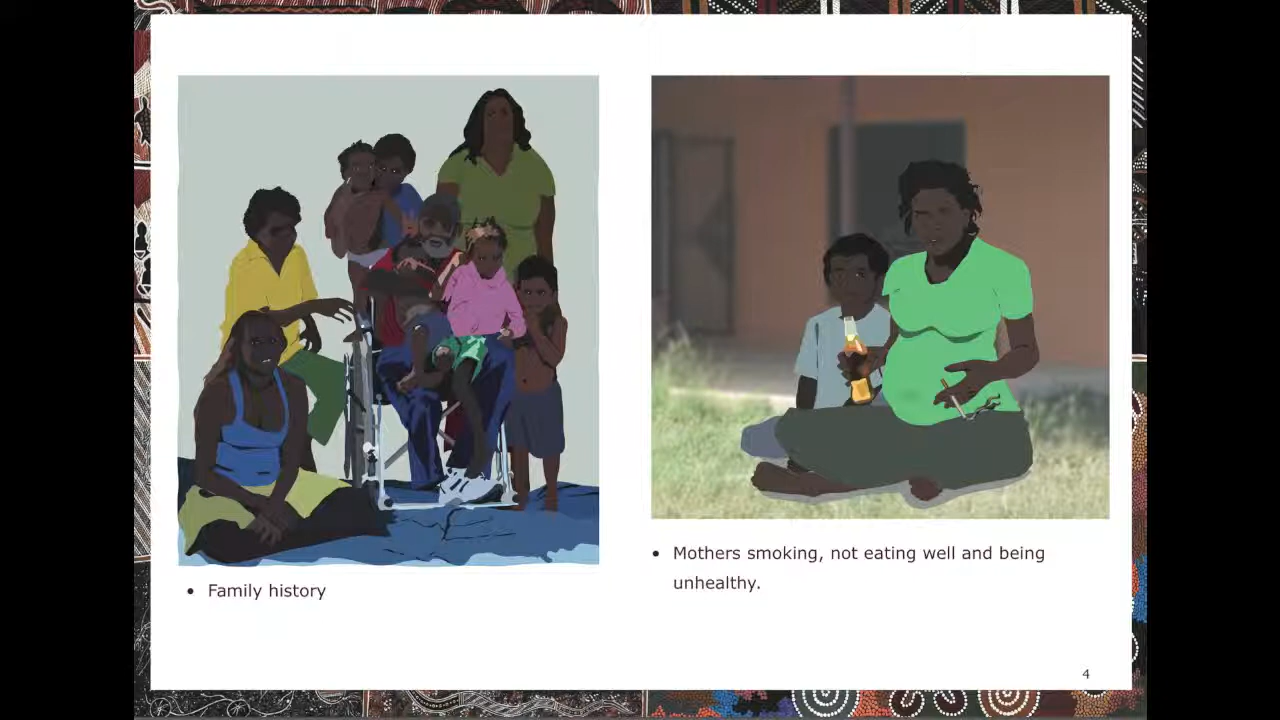 • Family history
• Mothers smoking, not eating well and being
unhealthy.
4